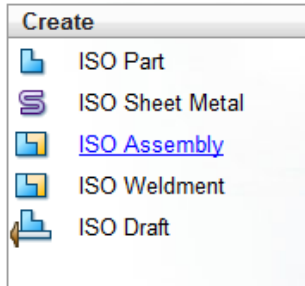 Create
ISO Part
ISO Sheet Metal
ISO Assembly
ISO Weldment
ISO Draft